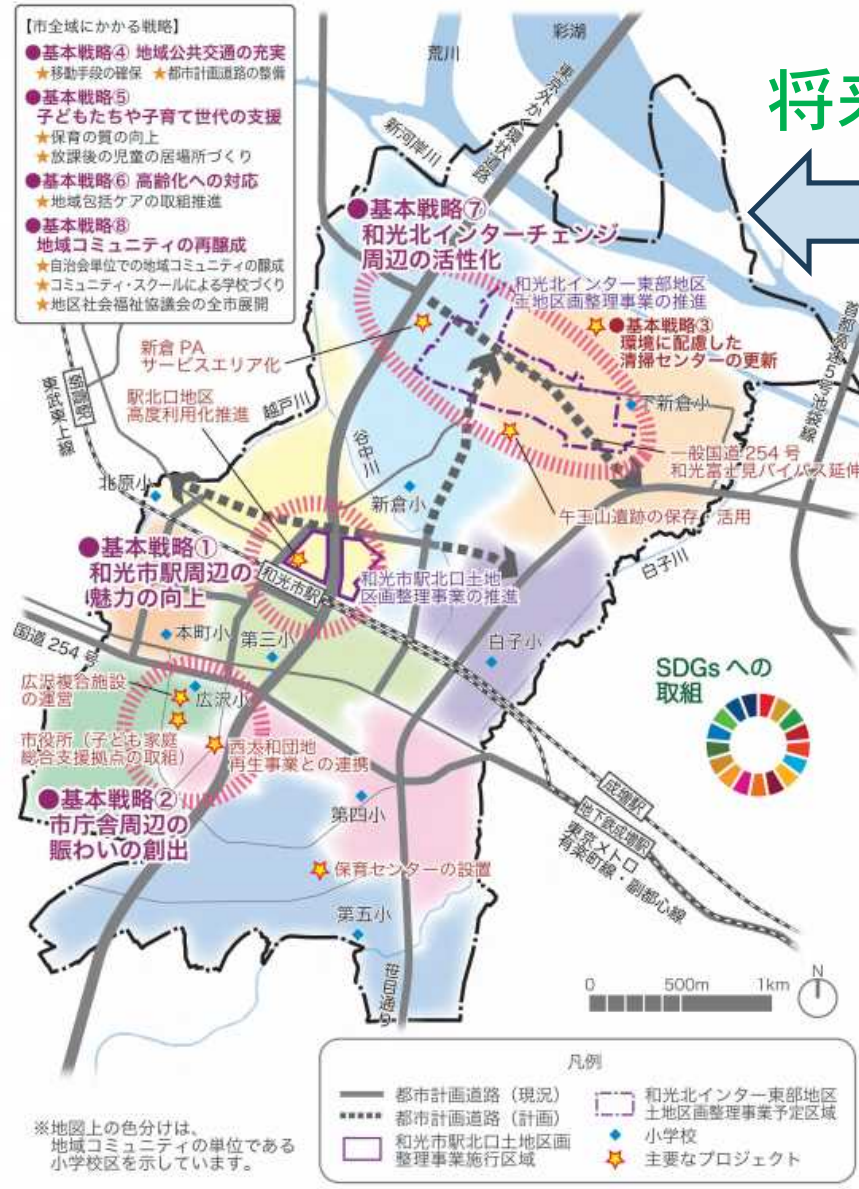 【市全域にかかる戦略】
●基本戦略④ 地域公共交通の充実
★移動手段の確保 ★都市計画道路の整備
●基本戦略⑤
子どもたちや子育て世代の支援
★保育の質の向上
★放課後の児童の居場所づくり
●基本戦略⑥ 高齢化への対応
★地域包括ケアの取組推進
●基本戦略⑧
地域コミュニティの再醸成
★自治会単位での地域コミュニティの醸成
★コミュニティ・スクールによる学校づくり
★地区社会福祉協議会の全市展開
荒川
彩湖
東京外かく環状道路
新河岸川
将来
●基本戦略⑦
和光北インターチェンジ
周辺の活性化
和光北インター東部地区
土地区画整理事業の推進
●基本戦略③
環境に配慮した
清掃センターの更新
首都高速5号池袋線
新倉 PA
サービスエリア化
駅北口地区
高度利用化推進
東武東上線
越戸川
谷中川
下新倉小
一般国道 254 号
和光富士見バイパス延伸
午王山遺跡の保存・活用
北原小
新倉小
●基本戦略①
和光市駅周辺の
魅力の向上
和光市駅
和光市駅北口土地
区画整理事業の推進
白子川
国道 254 号
本町小
第三小
白子小
広沢複合施設
の運営
広沢小
市役所（子ども家庭
総合支援拠点の取組）
西大和団地
再生事業との連携
SDGs への
取組
●基本戦略②
市庁舎周辺の
賑わいの創出
第四小
成増駅
地下鉄成増駅
東京メトロ
有楽町線・副都心線
保育センターの設置
第五小
笹目通り
0 500m 1km
N
凡例
都市計画道路（現況）
都市計画道路（計画）
和光市駅北口土地区画
整理事業施行区域
和光北インター東部地区
土地区画整理事業予定区域
小学校
主要なプロジェクト
※地図上の色分けは、
地域コミュニティの単位である
小学校区を示しています。